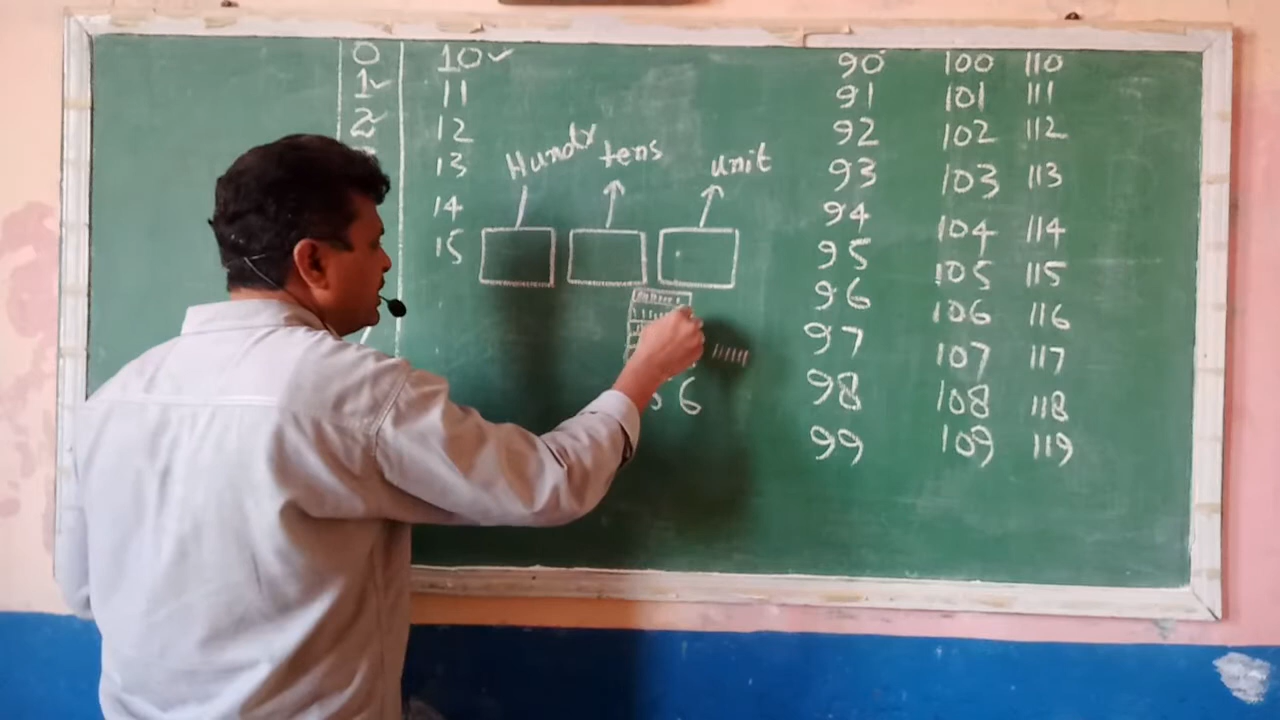 0 10 90 100 110
1 11 91 101 111
2 12 92 102 112
Hundr tens unit
13 93 103 113
14 94 104 114
15 95 105 115
96 106 116
97 107 117
6 98 108 118
99 109 119